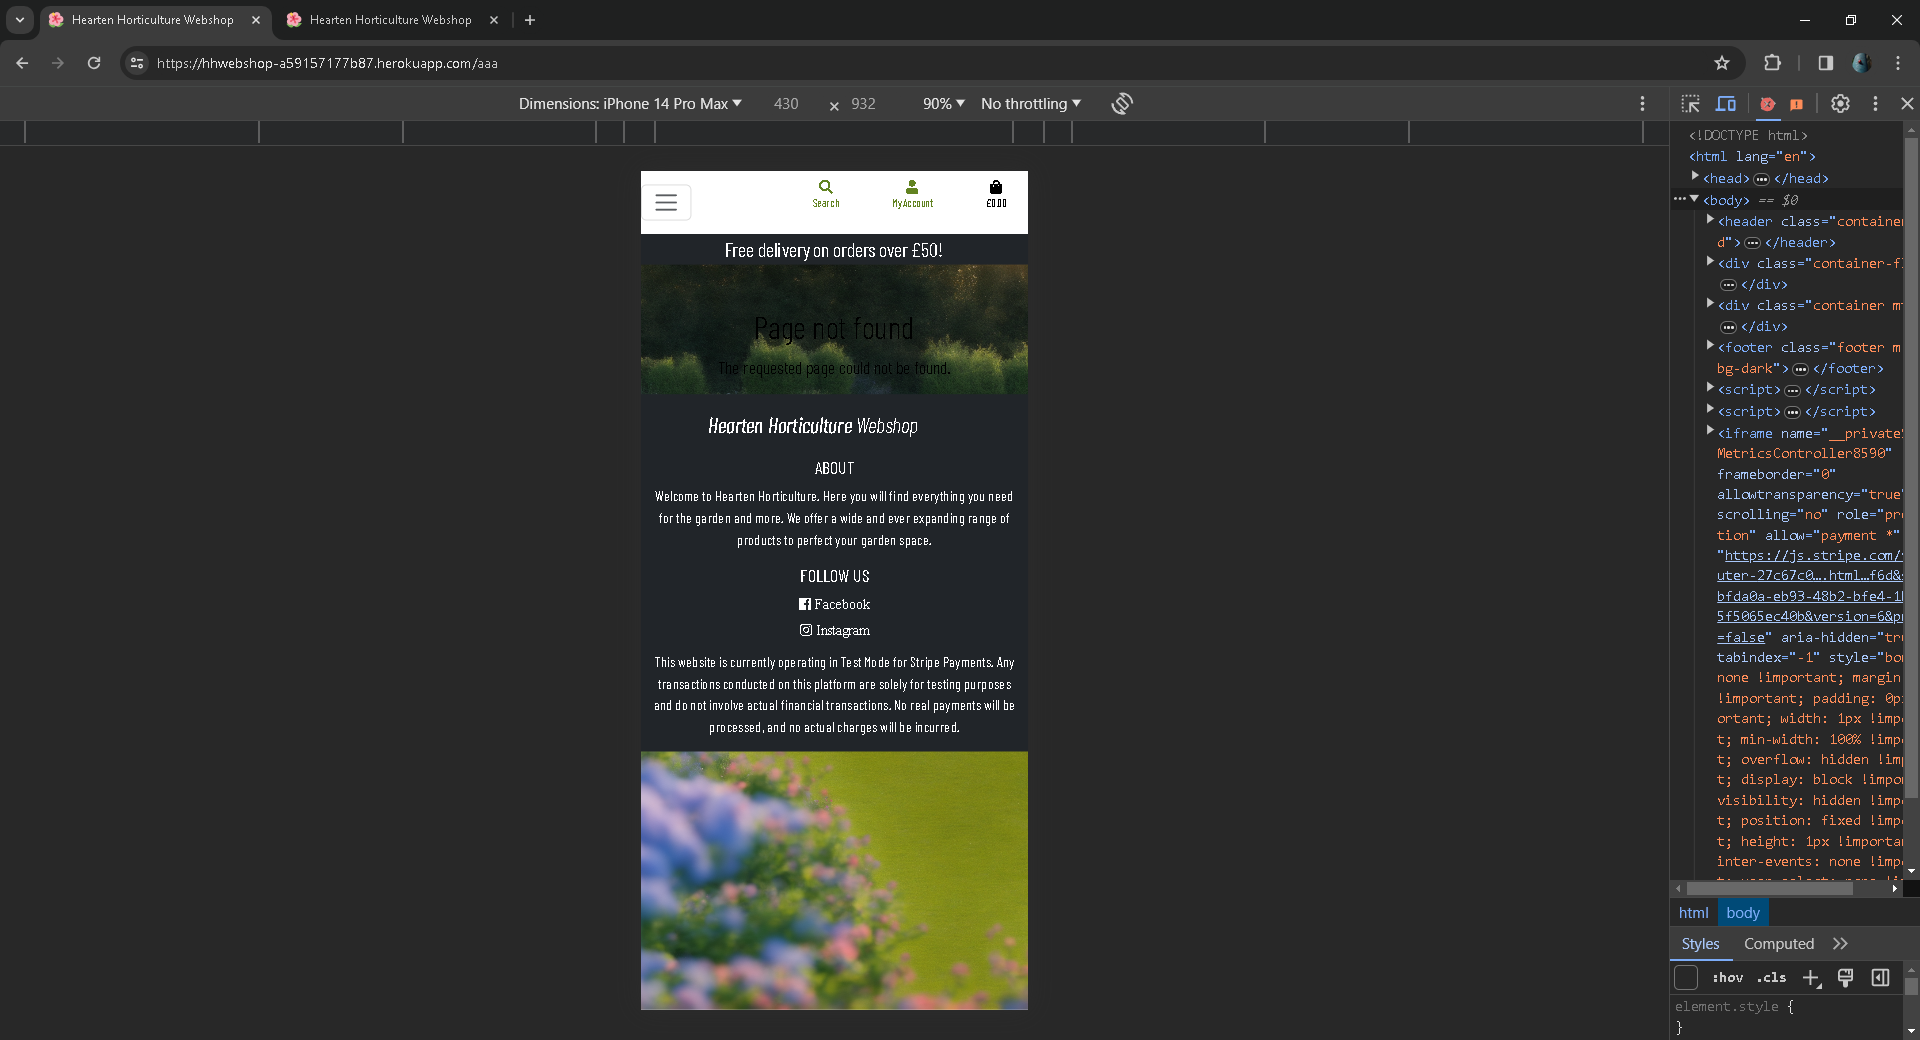 Hearten Horticulture Webshop
Hearten Horticulture Webshop
https://hhwebshop-a59157177b87.herokuapp.com/aaa
Dimensions: iPhone 14 Pro Max 430 × 932 90% No throttling
Search
My Account
£0.00
Free delivery on orders over £50!
Page not found
The requested page could not be found.
Hearten Horticulture Webshop
ABOUT
Welcome to Hearten Horticulture. Here you will find everything you need
for the garden and more. We offer a wide and ever expanding range of
products to perfect your garden space.
FOLLOW US
Facebook
Instagram
This website is currently operating in Test Mode for Stripe Payments. Any
transactions conducted on this platform are solely for testing purposes
and do not involve actual financial transactions. No real payments will be
processed, and no actual charges will be incurred.
<!DOCTYPE html>
<html lang="en">
<head> ••• </head>
<body> == $0
<header class="container
d"> ••• </header>
<div class="container-f
••• </div>
<div class="container m
••• </div>
<footer class="footer m
bg-dark"> ••• </footer>
<script> ••• </script>
<script> ••• </script>
<iframe name="__private
MetricsController8590"
frameborder="0"
allowtransparency="true"
scrolling="no" role="pr
tion" allow="payment *"
"https://js.stripe.com/
uter-27c67c0….html…f6d&
bfda0a-eb93-48b2-bfe4-1
5f5065ec40b&version=6&p
=false" aria-hidden="tr
tabindex="-1" style="bo
none !important; margin
!important; padding: 0p
ortant; width: 1px !imp
t; min-width: 100% !imp
t; overflow: hidden !im
t; display: block !impo
visibility: hidden !imp
t; position: fixed !imp
t; height: 1px !importa
inter-events: none !imp
html body
Styles Computed
:hov .cls
element.style {
}